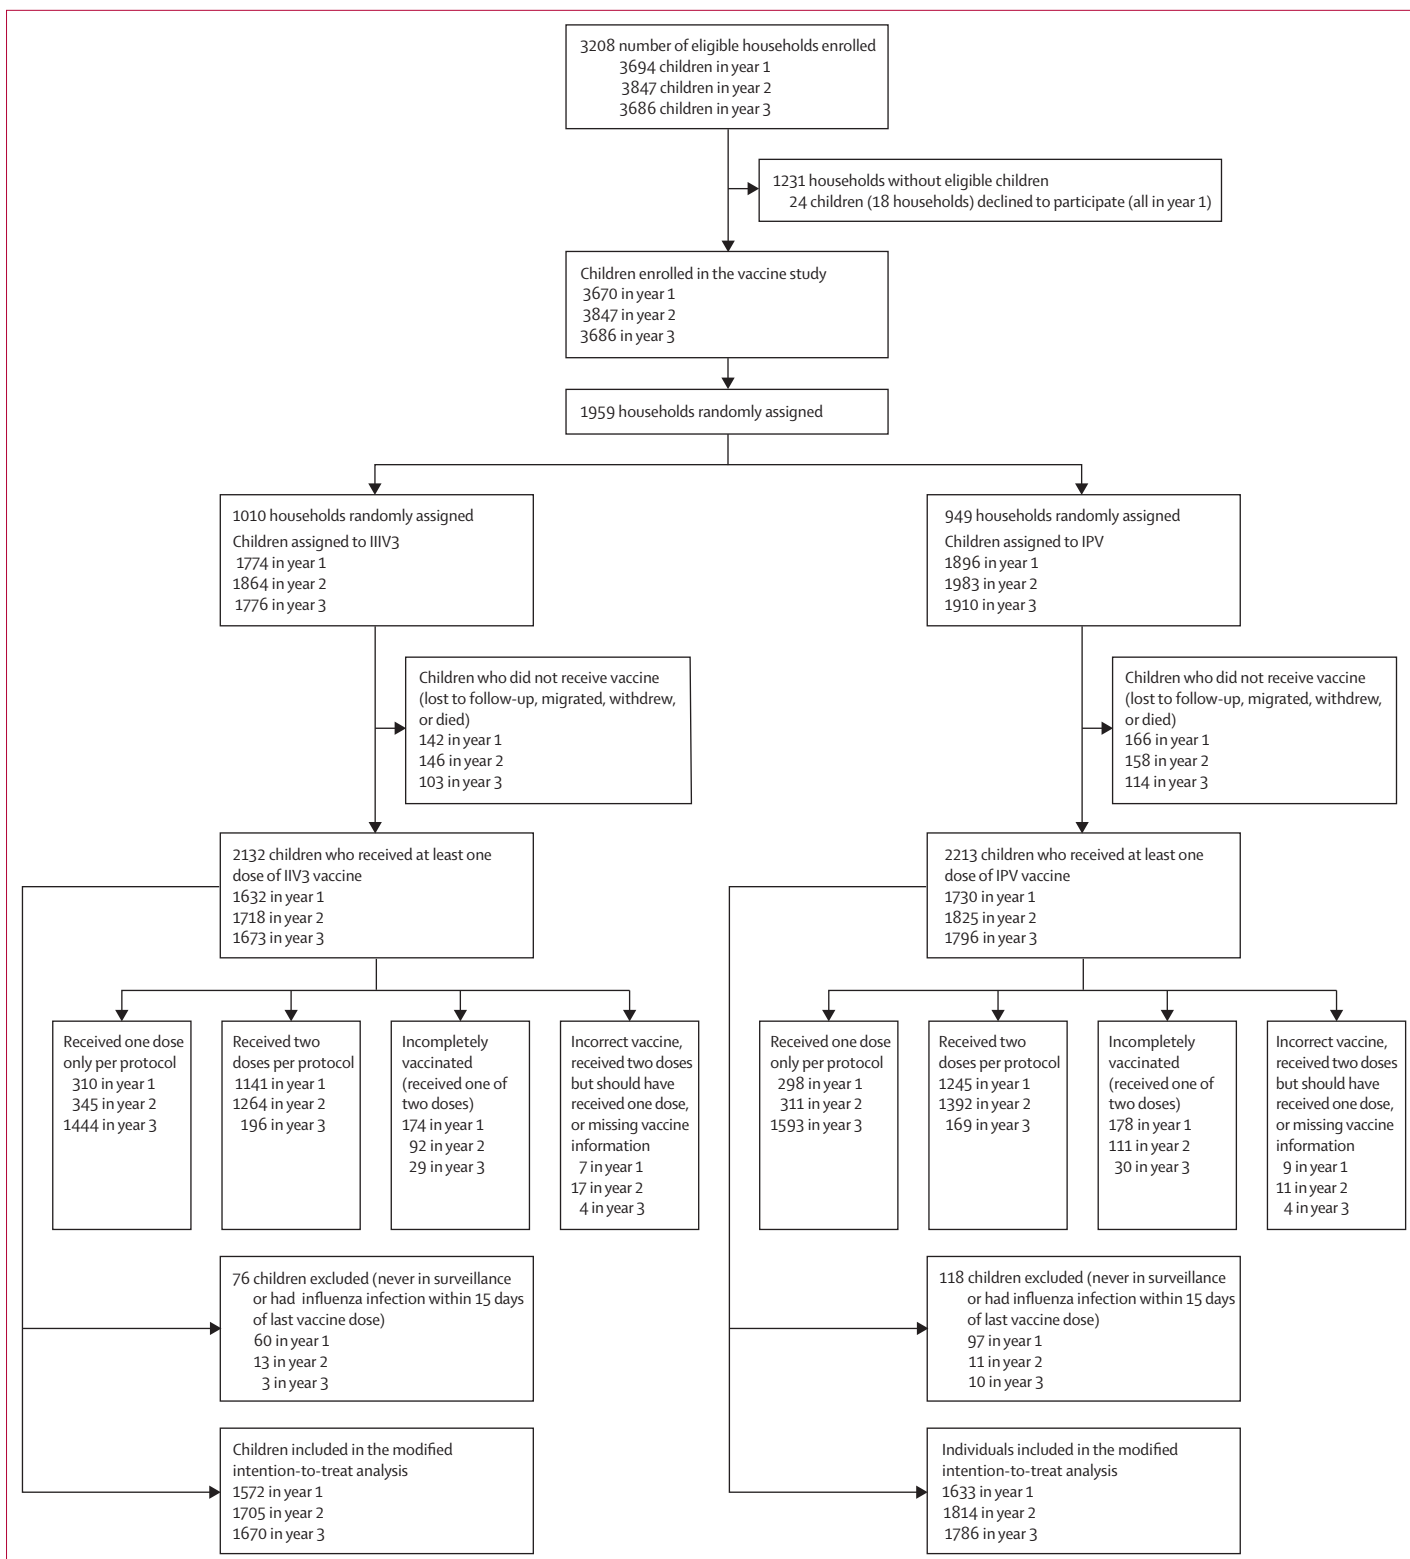 3208 number of eligible households enrolled
3694 children in year 1
3847 children in year 2
3686 children in year 3
1231 households without eligible children
24 children (18 households) declined to participate (all in year 1)
Children enrolled in the vaccine study
3670 in year 1
3847 in year 2
3686 in year 3
1959 households randomly assigned
1010 households randomly assigned
Children assigned to IIIV3
1774 in year 1
1864 in year 2
1776 in year 3
949 households randomly assigned
Children assigned to IPV
1896 in year 1
1983 in year 2
1910 in year 3
Children who did not receive vaccine
(lost to follow-up, migrated, withdrew,
or died)
142 in year 1
146 in year 2
103 in year 3
Children who did not receive vaccine
(lost to follow-up, migrated, withdrew,
or died)
166 in year 1
158 in year 2
114 in year 3
2132 children who received at least one
dose of IIV3 vaccine
1632 in year 1
1718 in year 2
1673 in year 3
2213 children who received at least one
dose of IPV vaccine
1730 in year 1
1825 in year 2
1796 in year 3
Received one dose
only per protocol
310 in year 1
345 in year 2
1444 in year 3
Received two
doses per protocol
1141 in year 1
1264 in year 2
196 in year 3
Incompletely
vaccinated
(received one of
two doses)
174 in year 1
92 in year 2
29 in year 3
Incorrect vaccine,
received two doses
but should have
received one dose,
or missing vaccine
information
7 in year 1
17 in year 2
4 in year 3
Received one dose
only per protocol
298 in year 1
311 in year 2
1593 in year 3
Received two
doses per protocol
1245 in year 1
1392 in year 2
169 in year 3
Incompletely
vaccinated
(received one of
two doses)
178 in year 1
111 in year 2
30 in year 3
Incorrect vaccine,
received two doses
but should have
received one dose,
or missing vaccine
information
9 in year 1
11 in year 2
4 in year 3
76 children excluded (never in surveillance
or had influenza infection within 15 days
of last vaccine dose)
60 in year 1
13 in year 2
3 in year 3
118 children excluded (never in surveillance
or had influenza infection within 15 days
of last vaccine dose)
97 in year 1
11 in year 2
10 in year 3
Children included in the modified
intention-to-treat analysis
1572 in year 1
1705 in year 2
1670 in year 3
Individuals included in the modified
intention-to-treat analysis
1633 in year 1
1814 in year 2
1786 in year 3